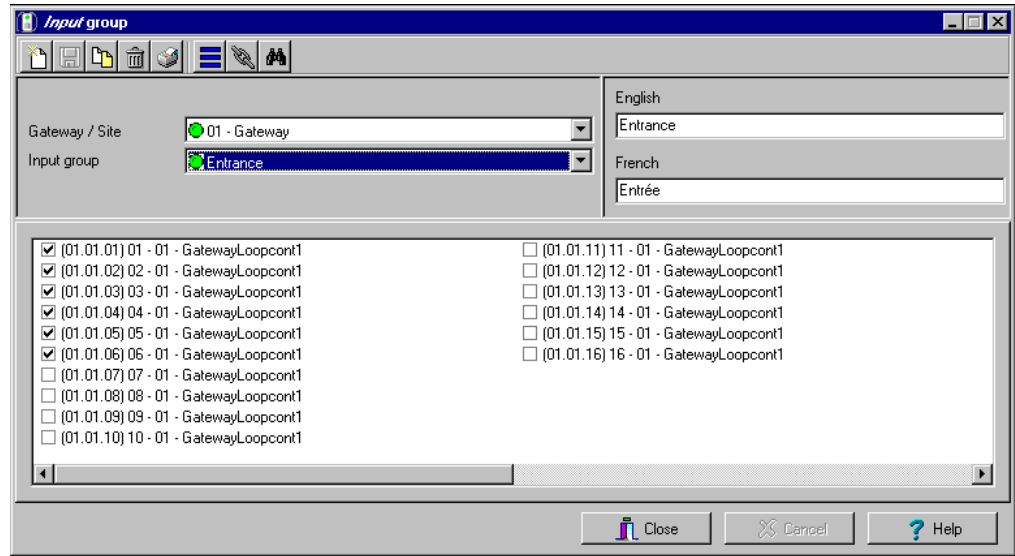 Input group
Gateway / Site
01 - Gateway
Input group
Entrance
English
Entrance
French
Entrée
(01.01.01) 01 - 01 - GatewayLoopcont1
(01.01.02) 02 - 01 - GatewayLoopcont1
(01.01.03) 03 - 01 - GatewayLoopcont1
(01.01.04) 04 - 01 - GatewayLoopcont1
(01.01.05) 05 - 01 - GatewayLoopcont1
(01.01.06) 06 - 01 - GatewayLoopcont1
(01.01.07) 07 - 01 - GatewayLoopcont1
(01.01.08) 08 - 01 - GatewayLoopcont1
(01.01.09) 09 - 01 - GatewayLoopcont1
(01.01.10) 10 - 01 - GatewayLoopcont1
(01.01.11) 11 - 01 - GatewayLoopcont1
(01.01.12) 12 - 01 - GatewayLoopcont1
(01.01.13) 13 - 01 - GatewayLoopcont1
(01.01.14) 14 - 01 - GatewayLoopcont1
(01.01.15) 15 - 01 - GatewayLoopcont1
(01.01.16) 16 - 01 - GatewayLoopcont1
Close
Cancel
Help